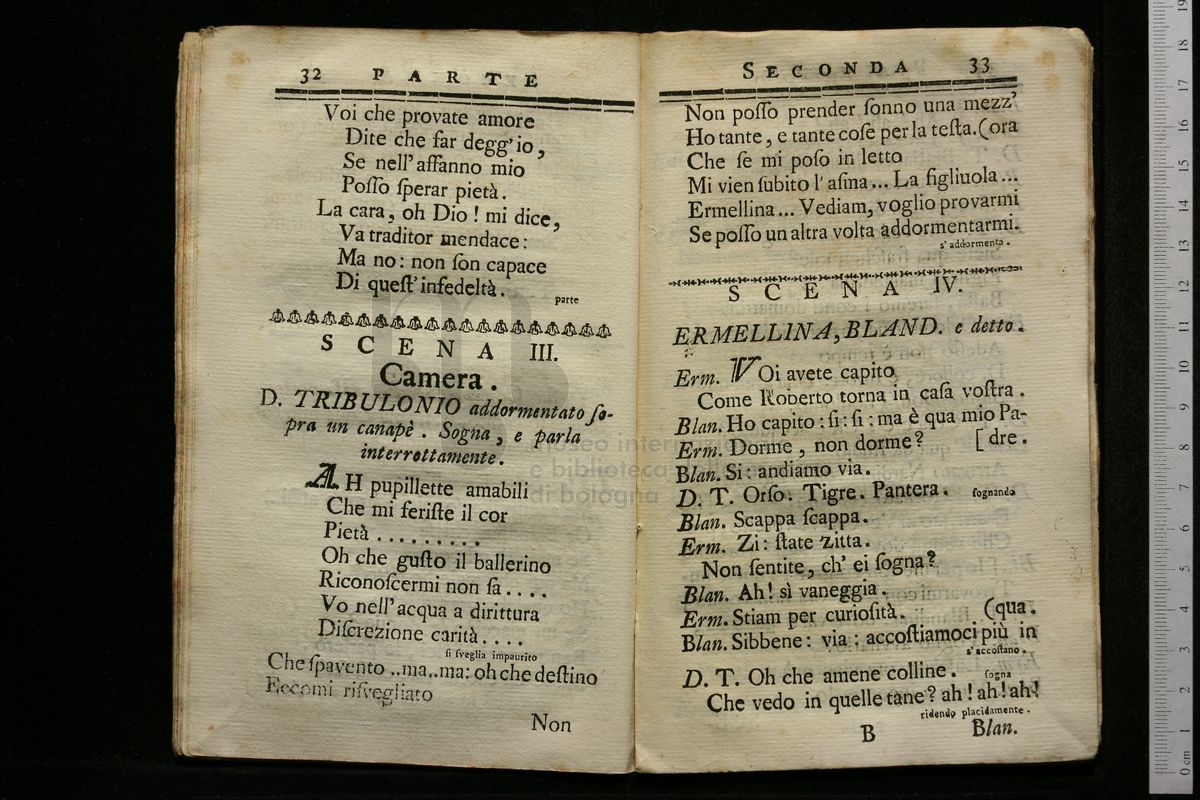 32 PARTE
Voi che provate amore
Dite che far degg' io,
Se nell' affanno mio
Poſſo ſperar pietà.
La cara, oh Dio! mi dice,
Va traditor mendace:
Ma no: non ſon capace
Di queſt' infedeltà.
parte
SCENA III.
Camera.
D. TRIBULONIO addormentato ſo-
pra un canapè. Sogna, e parla
interrottamente.
AH pupillette amabili
Che mi feriſte il cor
Pietà .........
Oh che guſto il ballerino
Riconoſcermi non ſà ....
Vo nell' acqua a dirittura
Diſcrezione carità ....
ſi ſveglia impaurito
Che ſpavento ..ma..ma: oh che deſtino
Eccomi riſvegliato
Non
SECONDA 33
Non poſſo prender ſonno una mezz'
Ho tante, e tante coſe per la teſta. (ora
Che ſe mi poſo in letto
Mi vien ſubito l' aſma ... La figliuola ...
Ermellina ... Vediam, voglio provarmi
Se poſſo un altra volta addormentarmi.
s' addormenta.
SCENA IV.
ERMELLINA, BLAND. e detto.
Erm. VOi avete capito
Come Roberto torna in caſa voſtra.
Blan. Ho capito: ſi: ſi: ma è qua mio Pa-
Erm. Dorme, non dorme? [dre.
Blan. Si: andiamo via.
D. T. Orſo. Tigre. Pantera. ſognando
Blan. Scappa ſcappa.
Erm. Zi: ſtate zitta.
Non ſentite, ch' ei ſogna?
Blan. Ah! sì vaneggia.
Erm. Stiam per curioſità. (qua.
Blan. Sibbene: via: accoſtiamoci più in
s' accoſtano.
D. T. Oh che amene colline. ſogna
Che vedo in quelle tane? ah! ah! ah!
ridendo placidamente.
B Blan.
museo internazionale
e biblioteca
di bologna